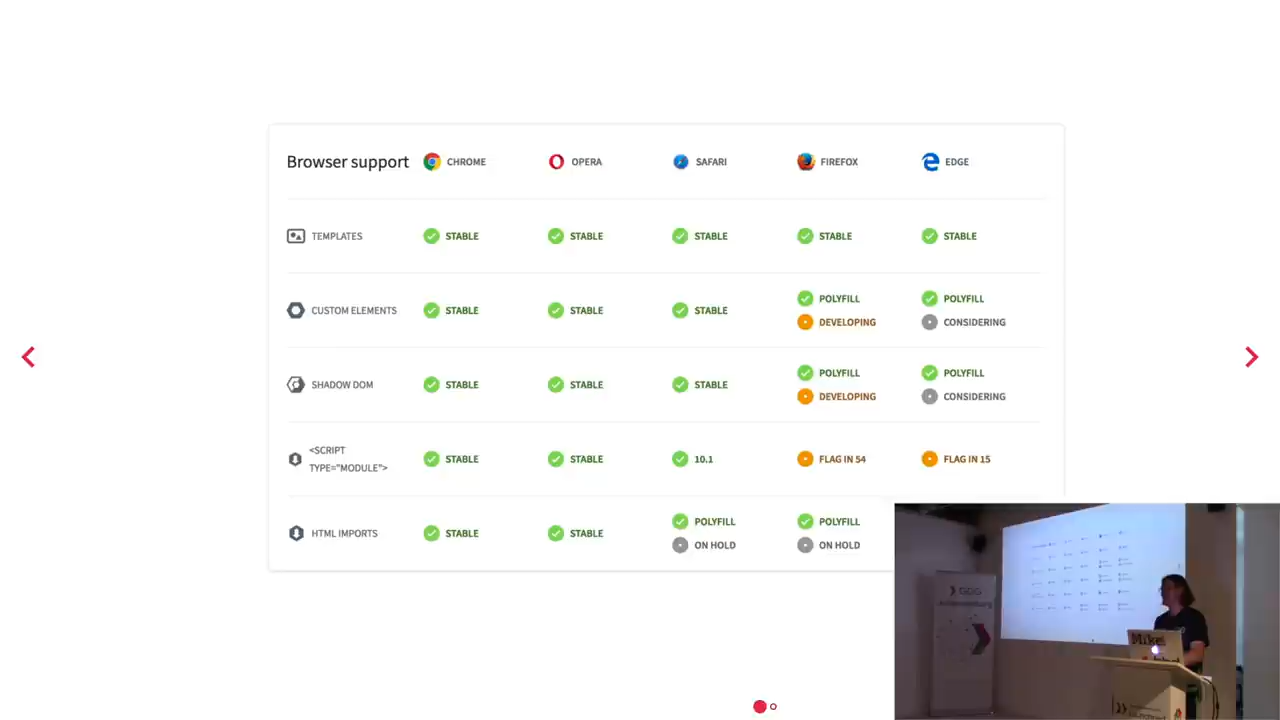 Browser support CHROME OPERA SAFARI FIREFOX EDGE
TEMPLATES STABLE STABLE STABLE STABLE STABLE
CUSTOM ELEMENTS STABLE STABLE STABLE POLYFILL POLYFILL
DEVELOPING CONSIDERING
SHADOW DOM STABLE STABLE STABLE POLYFILL POLYFILL
DEVELOPING CONSIDERING
<SCRIPT
TYPE="MODULE"> STABLE STABLE 10.1 FLAG IN 54 FLAG IN 15
HTML IMPORTS STABLE STABLE POLYFILL POLYFILL
ON HOLD ON HOLD
GDG
Mike